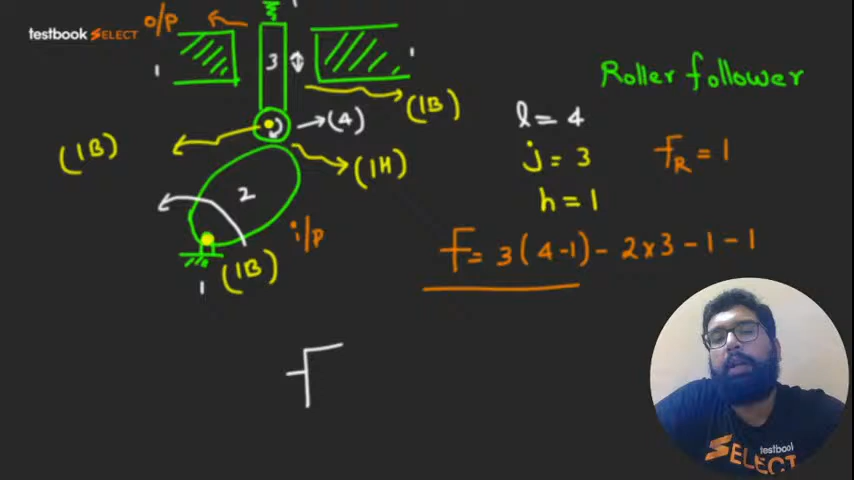 o/p
testbook SELECT
3
1
1
Roller follower
(1B)
l = 4
(4)
(1B)
j = 3
fR = 1
(1H)
2
h = 1
i/p
F = 3(4-1) - 2x3 - 1 - 1
(1B)
1
F
testbook
SELECT